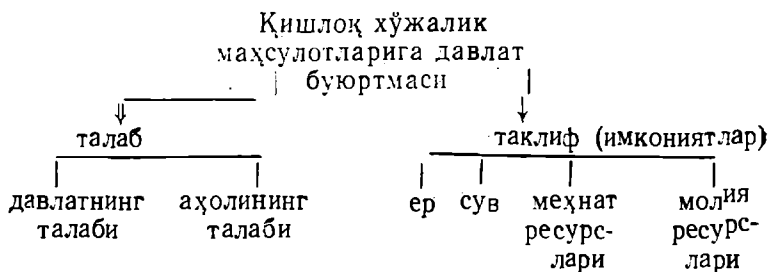 Қишлоқ хўжалик
маҳсулотларига давлат
буюртмаси
талаб
таклиф (имкониятлар)
давлатнинг
талаби
аҳолининг
талаби
ер
сув
меҳнат
ресурс-
лари
молия
ресурс-
лари